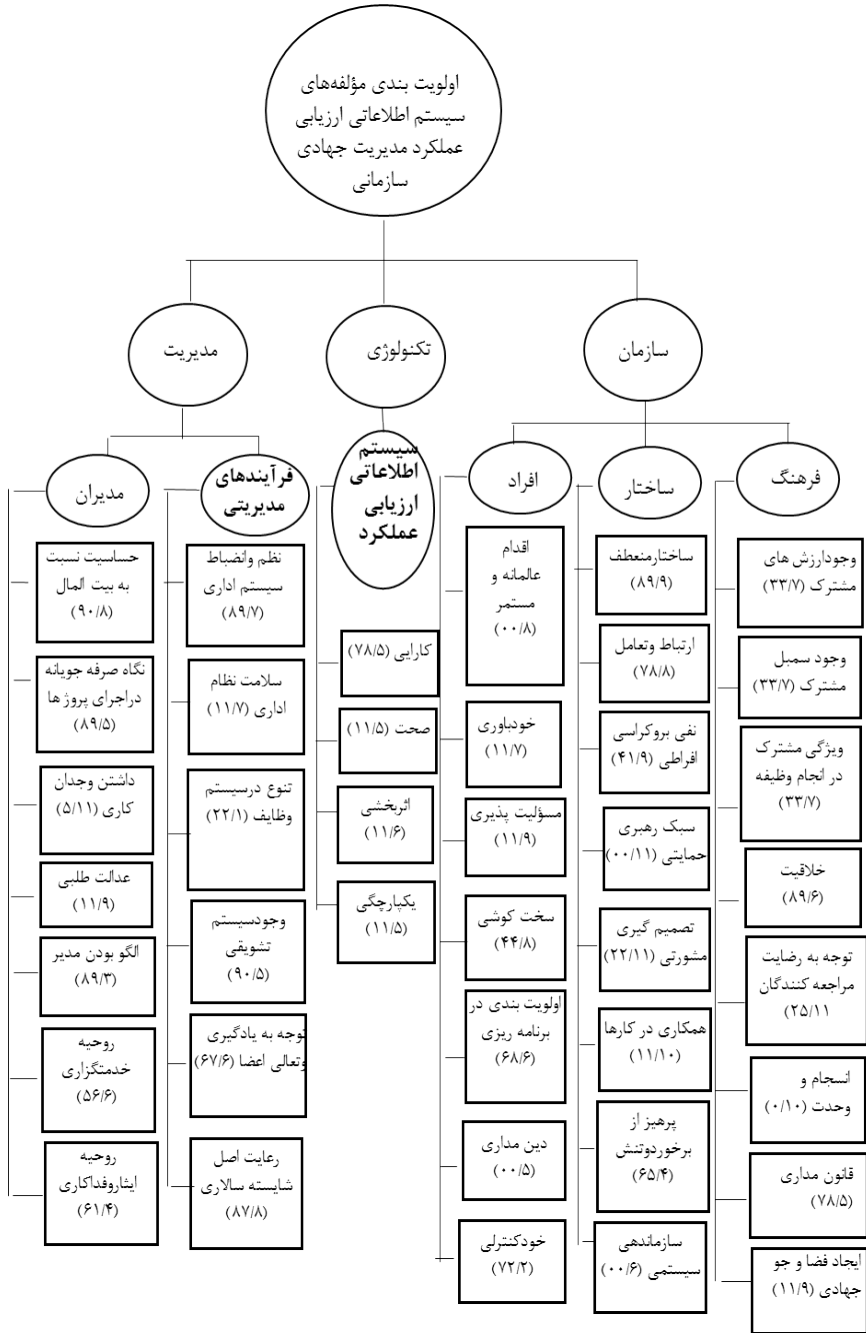 اولویت بندی مؤلفه‌های
سیستم اطلاعاتی ارزیابی
عملکرد مدیریت جهادی
سازمانی
سازمان
تکنولوژی
مدیریت
فرهنگ
ساختار
افراد
سیستم
اطلاعاتی
ارزیابی
عملکرد
فرآیندهای
مدیریتی
مدیران
وجودارزش های
مشترک (۳۳/۷)
وجود سمبل
مشترک (۳۳/۷)
ویژگی مشترک
در انجام وظیفه
(۳۳/۷)
خلاقیت
(۸۹/۶)
توجه به رضایت
مراجعه کنندگان
(۲۵/۱۱)
انسجام و
وحدت (۰/۱۰)
قانون مداری
(۷۸/۵)
ایجاد فضا و جو
جهادی (۱۱/۹)
ساختارمنعطف
(۸۹/۹)
ارتباط وتعامل
(۷۸/۸)
نفی بروکراسی
افراطی (۴۱/۹)
سبک رهبری
حمایتی (۰۰/۱۱)
تصمیم گیری
مشورتی (۲۲/۱۱)
همکاری در کارها
(۱۱/۱۰)
پرهیز از
برخوردوتنش
(۶۵/۴)
سازماندهی
سیستمی (۰۰/۶)
اقدام
عالمانه و
مستمر
(۰۰/۸)
خودباوری
(۱۱/۷)
مسؤلیت پذیری
(۱۱/۹)
سخت کوشی
(۴۴/۸)
اولویت بندی در
برنامه ریزی
(۶۸/۶)
دین مداری
(۰۰/۵)
خودکنترلی
(۷۲/۲)
کارایی (۷۸/۵)
صحت (۱۱/۵)
اثربخشی
(۱۱/۶)
یکپارچگی
(۱۱/۵)
نظم وانضباط
سیستم اداری
(۸۹/۷)
سلامت نظام
اداری (۱۱/۷)
تنوع درسیستم
وظایف (۲۲/۱)
وجودسیستم
تشویقی
(۹۰/۵)
توجه به یادگیری
وتعالی اعضا (۶۷/۶)
رعایت اصل
شایسته سالاری
(۸۷/۸)
حساسیت نسبت
به بیت المال
(۹۰/۸)
نگاه صرفه جویانه
دراجرای پروژ ها
(۸۹/۵)
داشتن وجدان
کاری (۵/۱۱)
عدالت طلبی
(۱۱/۹)
الگو بودن مدیر
(۸۹/۳)
روحیه
خدمتگزاری
(۵۶/۶)
روحیه
ایثاروفداکاری
(۶۱/۴)